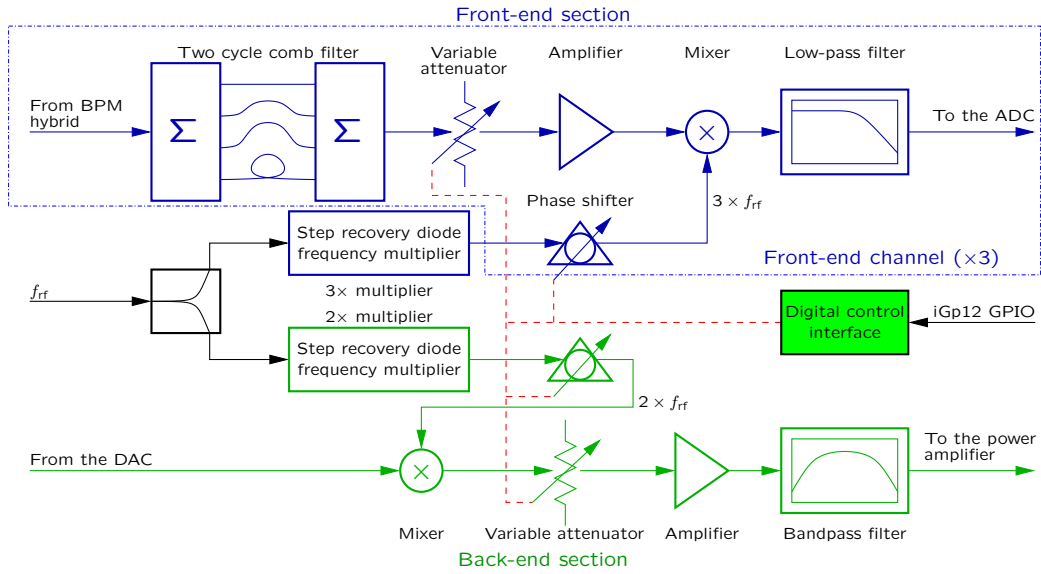 Front-end section
Two cycle comb filter
Variable
attenuator
Amplifier
Mixer
Low-pass filter
From BPM
hybrid
Σ
Σ
×
To the ADC
Phase shifter
3 × f_rf
Step recovery diode
frequency multiplier
Front-end channel (×3)
3× multiplier
f_rf
2× multiplier
Digital control
interface
iGp12 GPIO
Step recovery diode
frequency multiplier
2 × f_rf
From the DAC
×
To the power
amplifier
Mixer
Variable attenuator
Amplifier
Bandpass filter
Back-end section